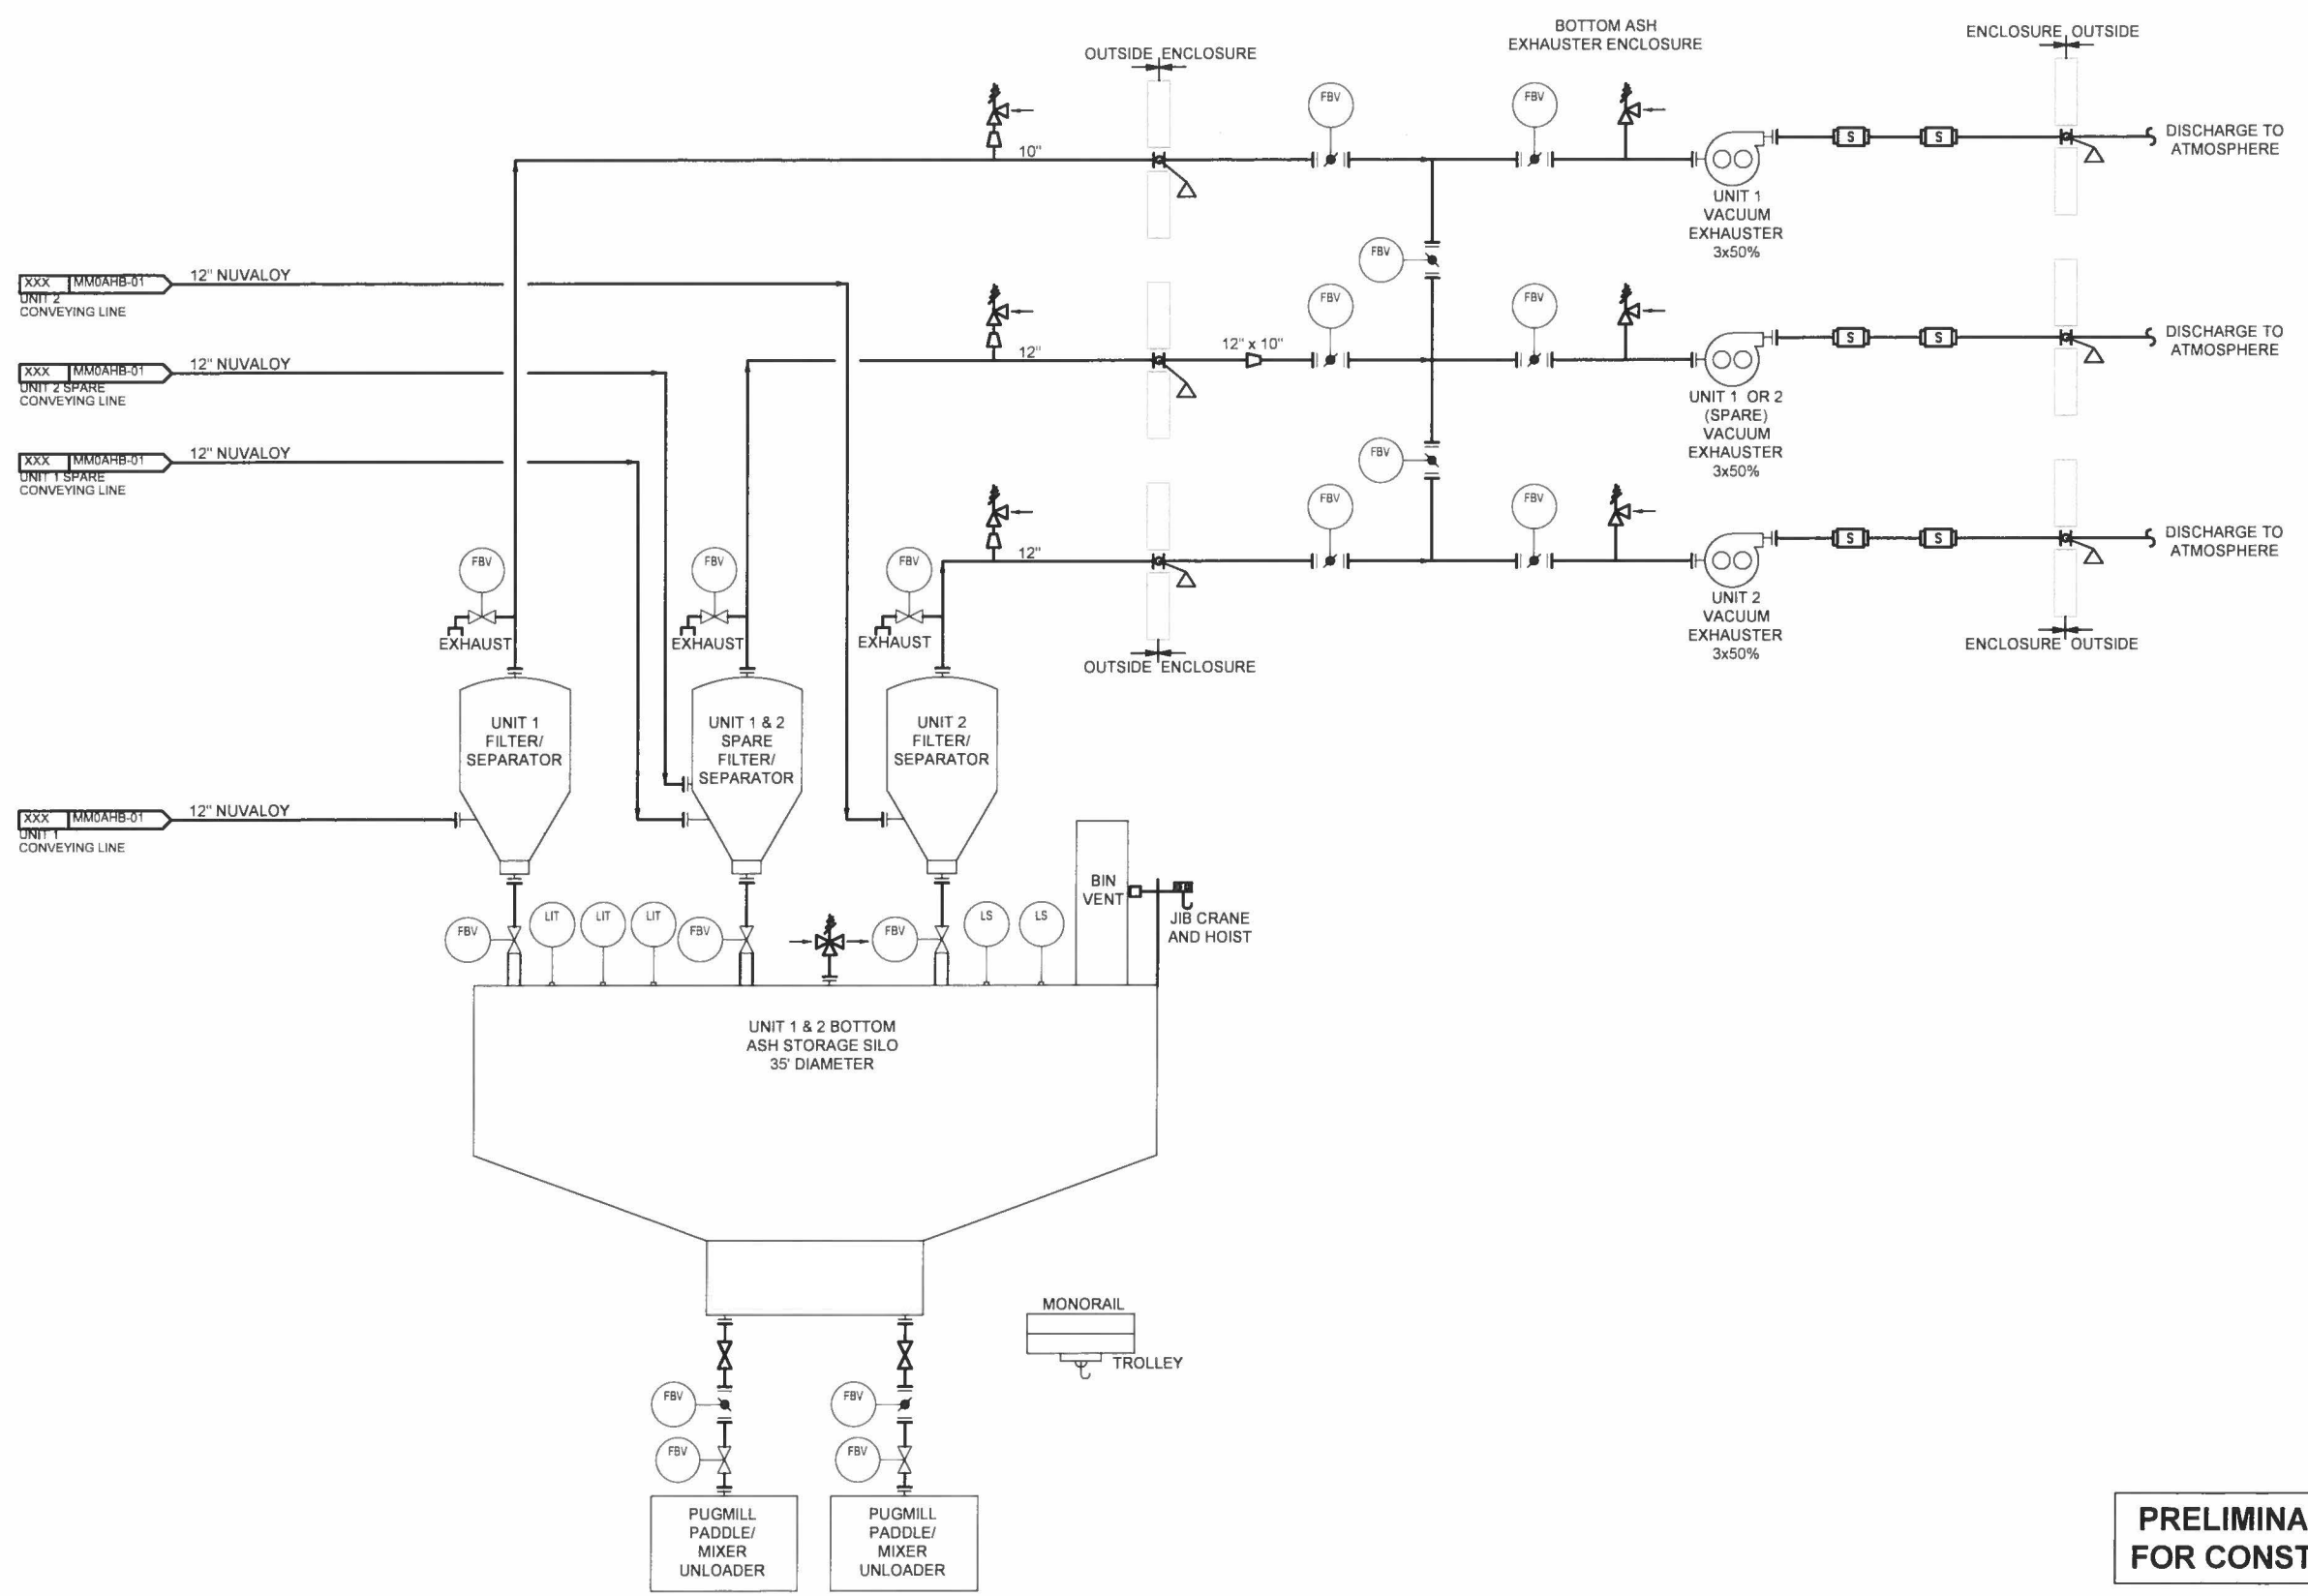 BOTTOM ASH
EXHAUSTER ENCLOSURE
OUTSIDE ENCLOSURE
ENCLOSURE OUTSIDE
FBV
FBV
10"
DISCHARGE TO
ATMOSPHERE
S
S
UNIT 1
VACUUM
EXHAUSTER
3x50%
FBV
XXX
MM0AHB-01
12" NUVALOY
UNIT 2
CONVEYING LINE
FBV
FBV
12"
12" x 10"
S
S
DISCHARGE TO
ATMOSPHERE
XXX
MM0AHB-01
12" NUVALOY
UNIT 2 SPARE
CONVEYING LINE
UNIT 1 OR 2
(SPARE)
VACUUM
EXHAUSTER
3x50%
FBV
XXX
MM0AHB-01
12" NUVALOY
UNIT 1 SPARE
CONVEYING LINE
FBV
FBV
12"
S
S
DISCHARGE TO
ATMOSPHERE
FBV
FBV
FBV
EXHAUST
EXHAUST
EXHAUST
UNIT 2
VACUUM
EXHAUSTER
3x50%
OUTSIDE ENCLOSURE
ENCLOSURE OUTSIDE
UNIT 1
FILTER/
SEPARATOR
UNIT 1 & 2
SPARE
FILTER/
SEPARATOR
UNIT 2
FILTER/
SEPARATOR
XXX
MM0AHB-01
12" NUVALOY
UNIT 1
CONVEYING LINE
BIN
VENT
JIB CRANE
AND HOIST
FBV
LIT
LIT
LIT
FBV
FBV
LS
LS
UNIT 1 & 2 BOTTOM
ASH STORAGE SILO
35' DIAMETER
MONORAIL
TROLLEY
FBV
FBV
FBV
FBV
PUGMILL
PADDLE/
MIXER
UNLOADER
PUGMILL
PADDLE/
MIXER
UNLOADER
PRELIMINA
FOR CONST